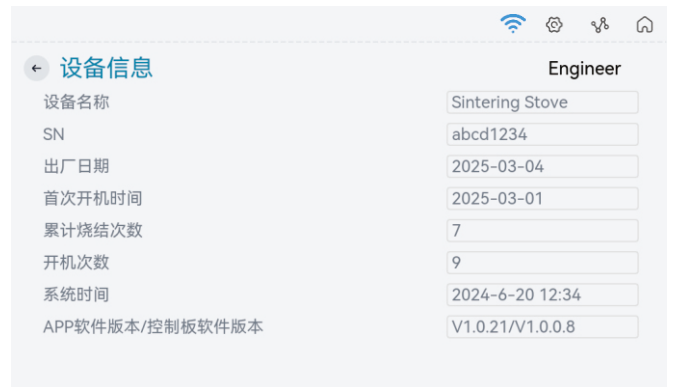 设备信息
Engineer
设备名称 Sintering Stove
SN abcd1234
出厂日期 2025-03-04
首次开机时间 2025-03-01
累计烧结次数 7
开机次数 9
系统时间 2024-6-20 12:34
APP软件版本/控制板软件版本 V1.0.21/V1.0.0.8